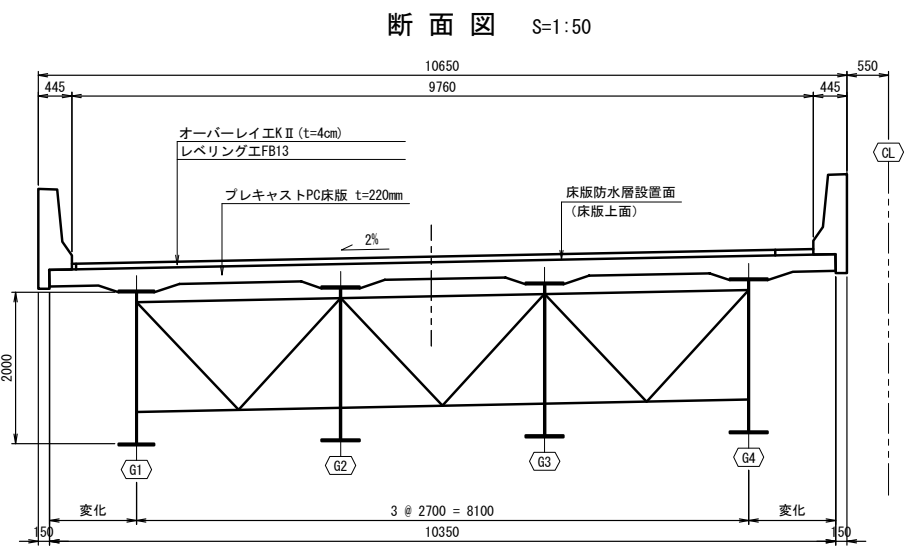 断面図 S=1:50
10650
550
445
9760
445
オーバーレイ工KⅡ(t=4cm)
レベリング工FB13
CL
プレキャストPC床版 t=220mm
床版防水層設置面
(床版上面)
2%
2000
G1
G2
G3
G4
変化
3 @ 2700 = 8100
変化
150
10350
150